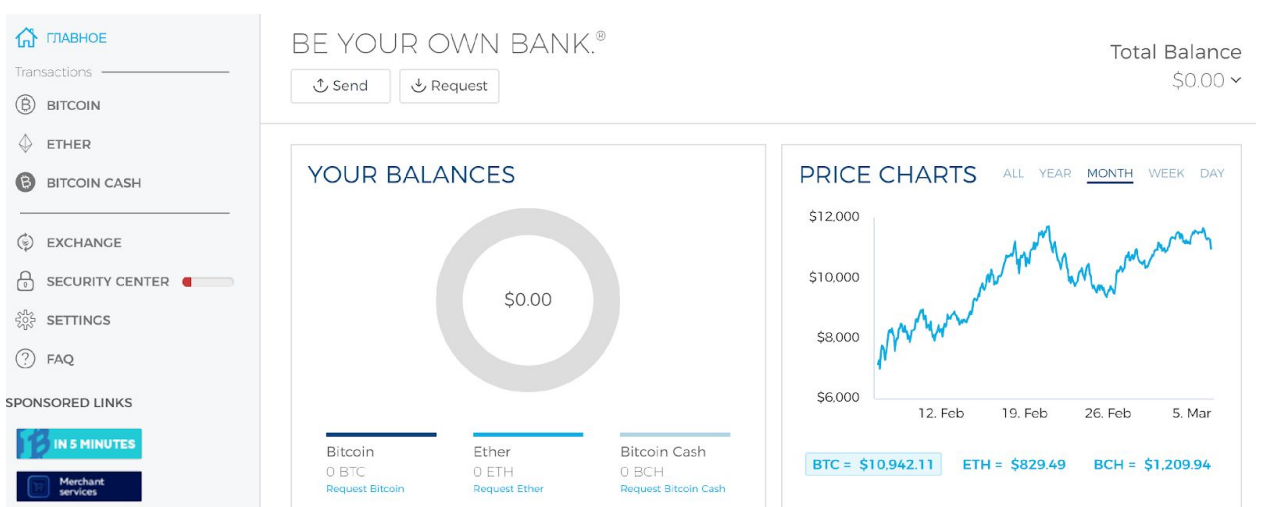 ГЛАВНОЕ
Transactions
BITCOIN
ETHER
BITCOIN CASH
EXCHANGE
SECURITY CENTER
SETTINGS
FAQ
SPONSORED LINKS
IN 5 MINUTES
Merchant
services
BE YOUR OWN BANK.®
Send
Request
Total Balance
$0.00
YOUR BALANCES
$0.00
Bitcoin
0 BTC
Request Bitcoin
Ether
0 ETH
Request Ether
Bitcoin Cash
0 BCH
Request Bitcoin Cash
PRICE CHARTS
ALL YEAR MONTH WEEK DAY
$12,000
$10,000
$8,000
$6,000
12. Feb 19. Feb 26. Feb 5. Mar
BTC = $10,942.11 ETH = $829.49 BCH = $1,209.94